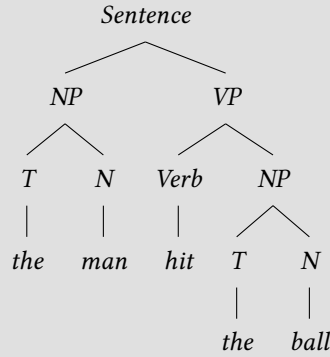 Sentence
NP VP
T N Verb NP
the man hit T N
the ball